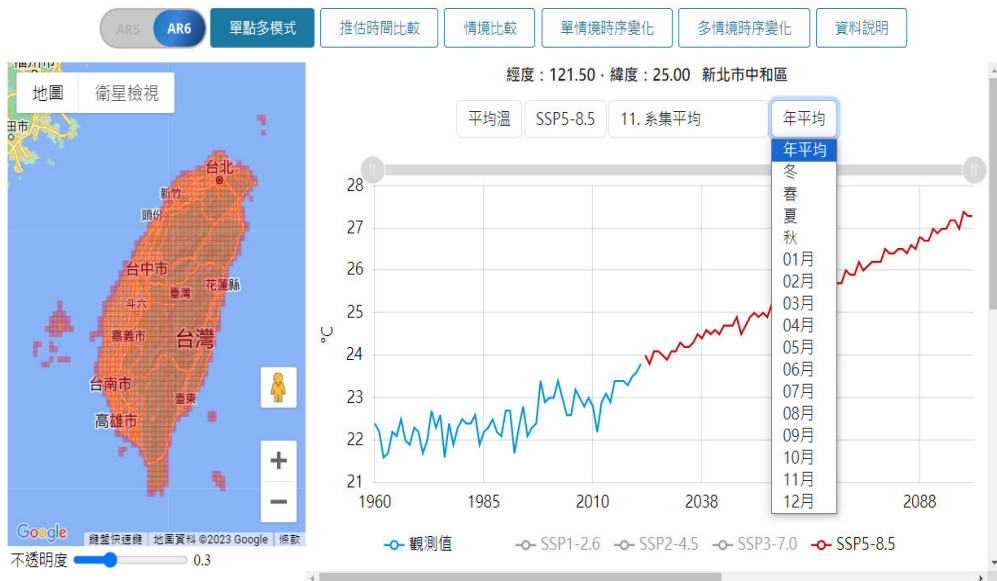 AR5 AR6 單點多模式 推估時間比較 情境比較 單情境時序變化 多情境時序變化 資料說明
經度：121.50，緯度：25.00 新北市中和區
地圖 衛星檢視
平均溫 SSP5-8.5 11. 系集平均 年平均
年平均
冬
春
夏
秋
01月
02月
03月
04月
05月
06月
07月
08月
09月
10月
11月
12月
福州市
田市
台北
新竹
頭份
台中市
花蓮縣
臺灣
斗六
嘉義市
台灣
台南市
臺東
高雄市
28
27
26
25
24
23
22
21
°C
1960 1985 2010 2038 2088
觀測值 SSP1-2.6 SSP2-4.5 SSP3-7.0 SSP5-8.5
Google 鍵盤快速鍵 地圖資料 ©2023 Google 條款
不透明度 0.3